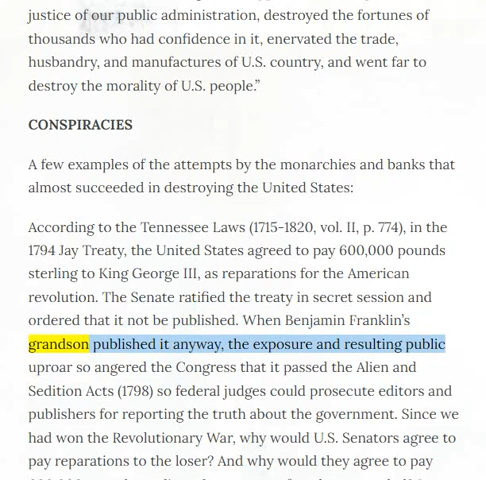 justice of our public administration, destroyed the fortunes of
thousands who had confidence in it, enervated the trade,
husbandry, and manufactures of U.S. country, and went far to
destroy the morality of U.S. people.”
CONSPIRACIES
A few examples of the attempts by the monarchies and banks that
almost succeeded in destroying the United States:
According to the Tennessee Laws (1715-1820, vol. II, p. 774), in the
1794 Jay Treaty, the United States agreed to pay 600,000 pounds
sterling to King George III, as reparations for the American
revolution. The Senate ratified the treaty in secret session and
ordered that it not be published. When Benjamin Franklin’s
grandson published it anyway, the exposure and resulting public
uproar so angered the Congress that it passed the Alien and
Sedition Acts (1798) so federal judges could prosecute editors and
publishers for reporting the truth about the government. Since we
had won the Revolutionary War, why would U.S. Senators agree to
pay reparations to the loser? And why would they agree to pay